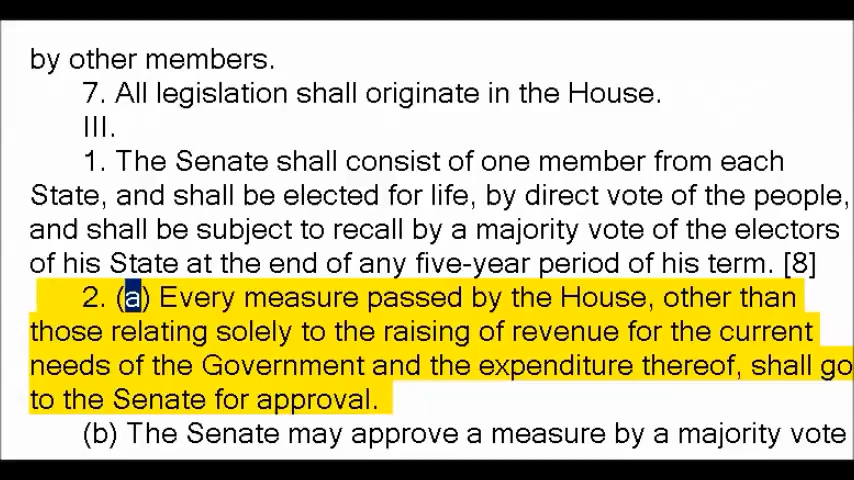 by other members.
7. All legislation shall originate in the House.
III.
1. The Senate shall consist of one member from each
State, and shall be elected for life, by direct vote of the people,
and shall be subject to recall by a majority vote of the electors
of his State at the end of any five-year period of his term. [8]
2. (a) Every measure passed by the House, other than
those relating solely to the raising of revenue for the current
needs of the Government and the expenditure thereof, shall go
to the Senate for approval.
(b) The Senate may approve a measure by a majority vote